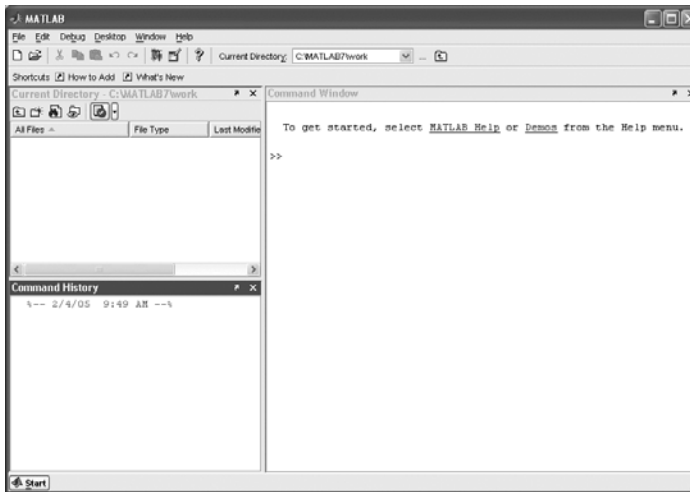 MATLAB
File Edit Debug Desktop Window Help
Current Directory: C:\MATLAB7\work
Shortcuts How to Add What's New
Current Directory - C:\MATLAB7\work
All Files File Type Last Modifie
Command Window
To get started, select MATLAB Help or Demos from the Help menu.
>>
Command History
%-- 2/4/05 9:49 AM --%
Start